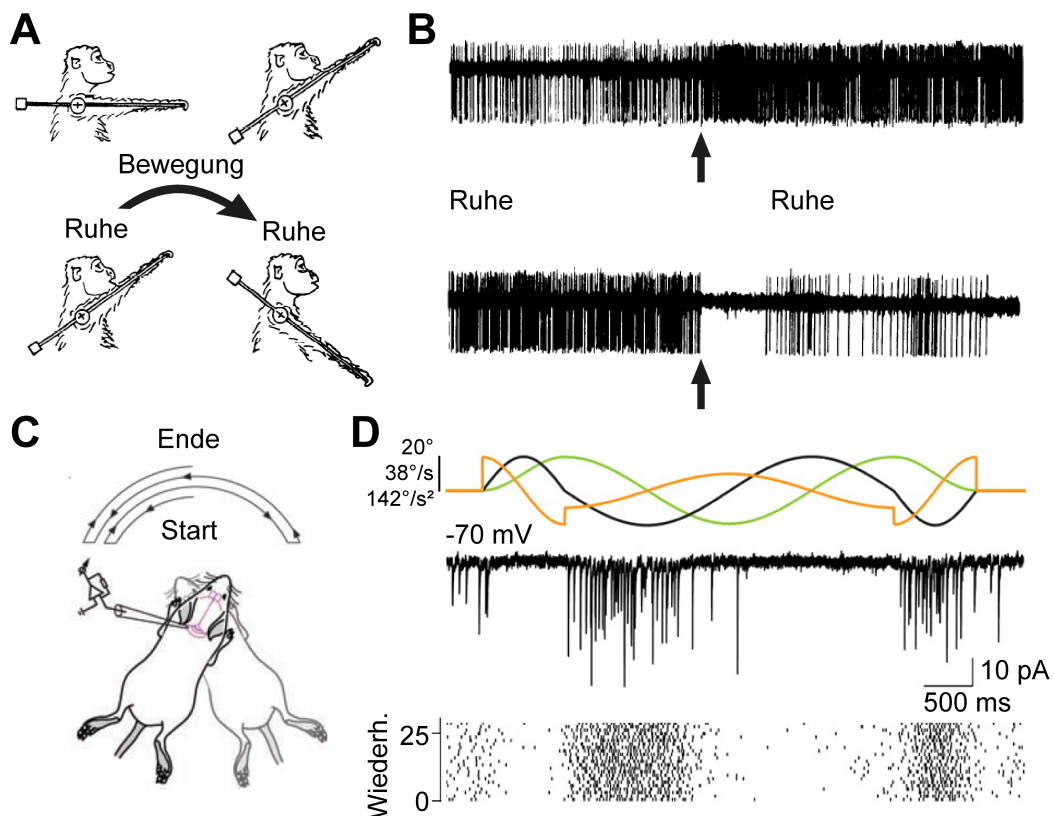 A
Bewegung
Ruhe
Ruhe
B
Ruhe
Ruhe
C
Ende
Start
D
20°
38°/s
142°/s²
-70 mV
10 pA
500 ms
Wiederh.
25
0